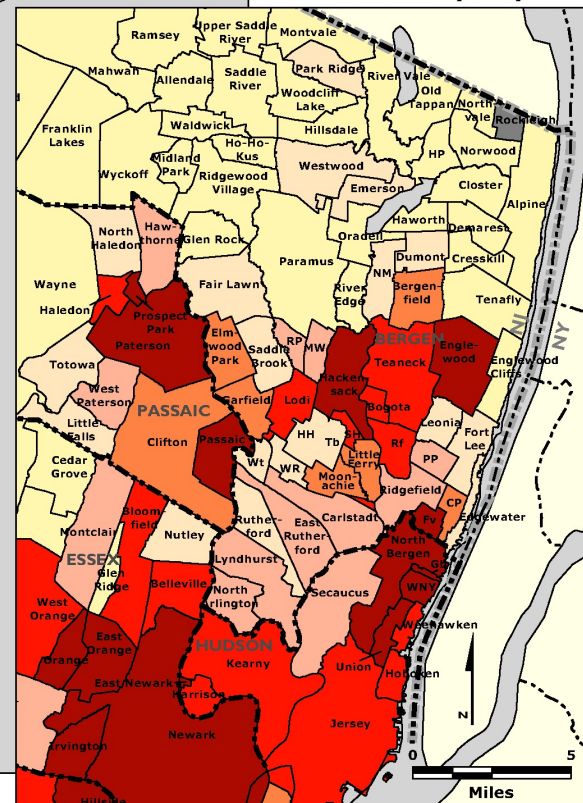 Ramsey
Upper Saddle
River
Montvale
Mahwah
Allendale
Saddle
River
Park Ridge
River Vale
Woodcliff
Lake
Old
Tappan
North
vale
Rockleigh
Franklin
Lakes
Waldwick
Hillsdale
Ho-Ho-
Kus
Midland
Park
Wyckoff
Ridgewood
Village
Westwood
HP
Norwood
Emerson
Closter
Alpine
Haworth
Demarest
North
Haledon
Haw-
thorne
Glen Rock
Oradell
Dumont
Cresskill
Paramus
NM
Wayne
Haledon
Fair Lawn
River
Edge
Bergen-
field
Tenafly
Prospect
Park
Paterson
Elm-
wood
Park
Saddle
Brook
RP
MW
BERGEN
Teaneck
Engle-
wood
NJ
NY
Englewood
Cliffs
Totowa
West
Paterson
Hacken-
sack
PASSAIC
Garfield
Lodi
Bogota
Leonia
Little
Falls
Clifton
Passaic
HH
Tb
SH
Rf
Fort
Lee
Little
Ferry
PP
Cedar
Grove
Wt
WR
Moon-
achie
Ridgefield
CP
Edgewater
Bloom-
field
Montclair
Nutley
Ruther-
ford
East
Ruther-
ford
Carlstadt
Fv
North
Bergen
ESSEX
Glen
Ridge
Lyndhurst
Belleville
North
Arlington
Secaucus
WNY
West
Orange
Weehawken
East
Orange
Orange
HUDSON
Kearny
Union
Hoboken
East Newark
Harrison
Newark
Jersey
Irvington
Hillside
N
0
5
Miles